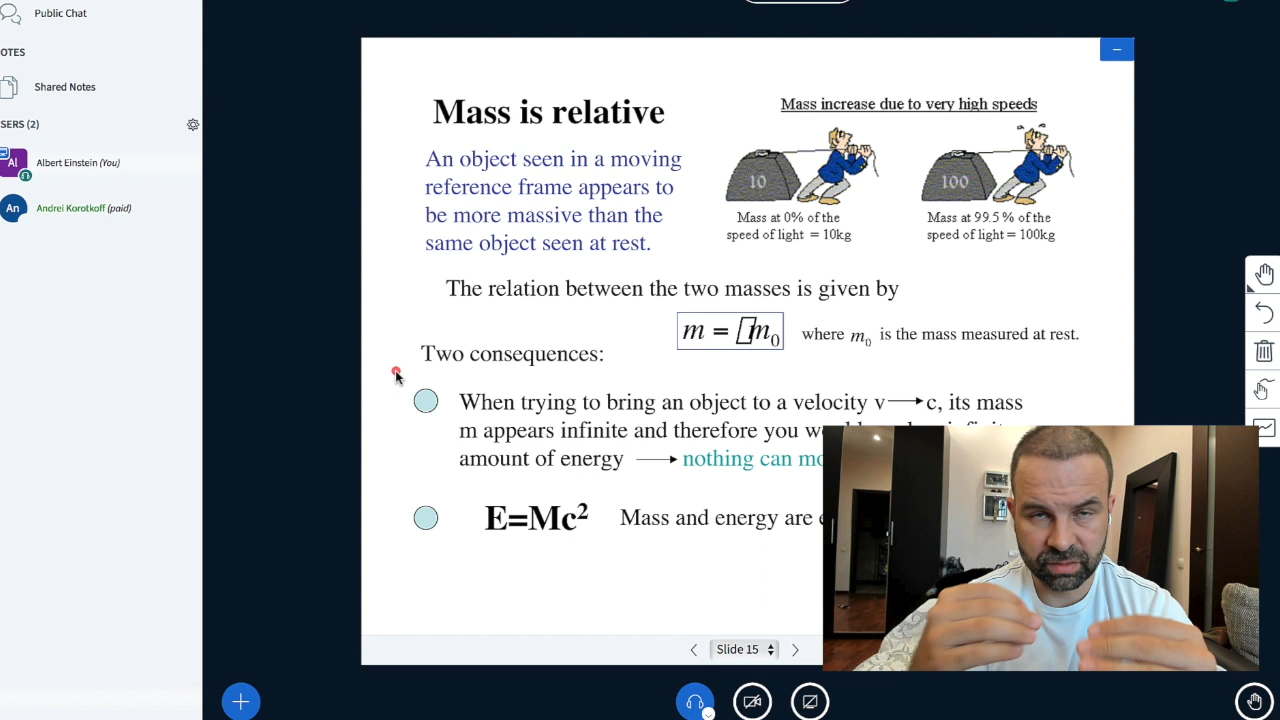 Public Chat
OTES
Shared Notes
SERS (2)
Al
Albert Einstein (You)
An
Andrei Korotkoff (paid)
Mass is relative
An object seen in a moving
reference frame appears to
be more massive than the
same object seen at rest.
Mass increase due to very high speeds
10
100
Mass at 0% of the
speed of light = 10kg
Mass at 99.5 % of the
speed of light = 100kg
The relation between the two masses is given by
m = □m₀ where m₀ is the mass measured at rest.
Two consequences:
When trying to bring an object to a velocity v → c, its mass
m appears infinite and therefore you
amount of energy → nothing can
E=Mc² Mass and energy are
Slide 15